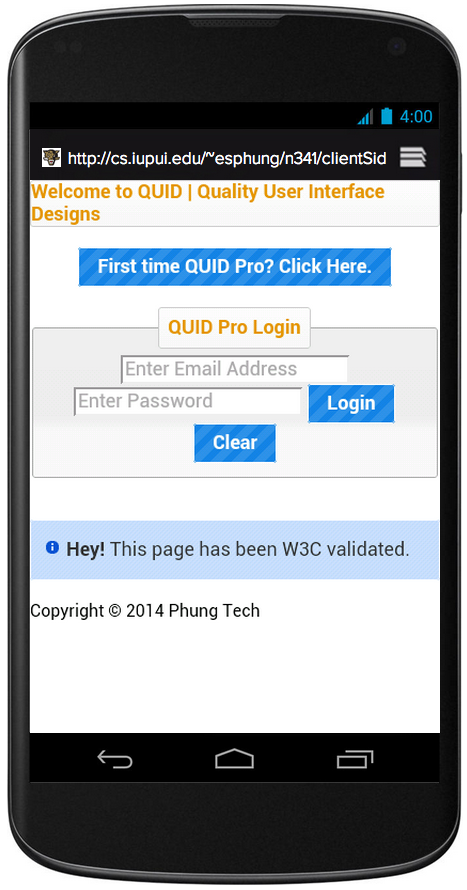 4:00
http://cs.iupui.edu/~esphung/n341/clientSid
Welcome to QUID | Quality User Interface
Designs
First time QUID Pro? Click Here.
QUID Pro Login
Enter Email Address
Enter Password
Login
Clear
Hey! This page has been W3C validated.
Copyright © 2014 Phung Tech